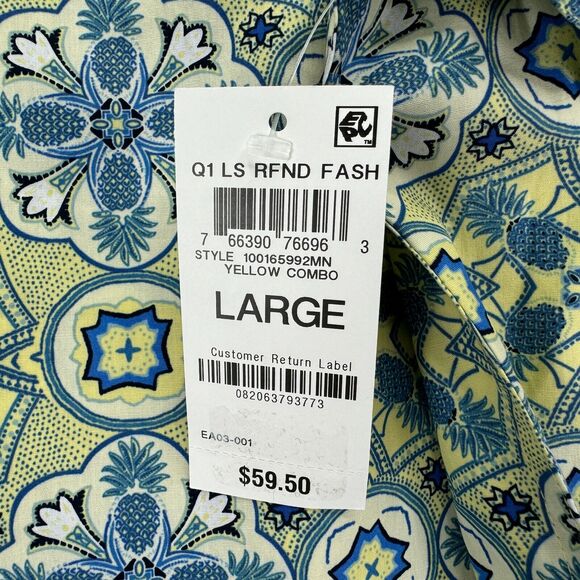 EPC™
Q1 LS RFND FASH
7 66390 76696 3
STYLE 100165992MN
YELLOW COMBO
LARGE
Customer Return Label
082063793773
EA03-001
$59.50